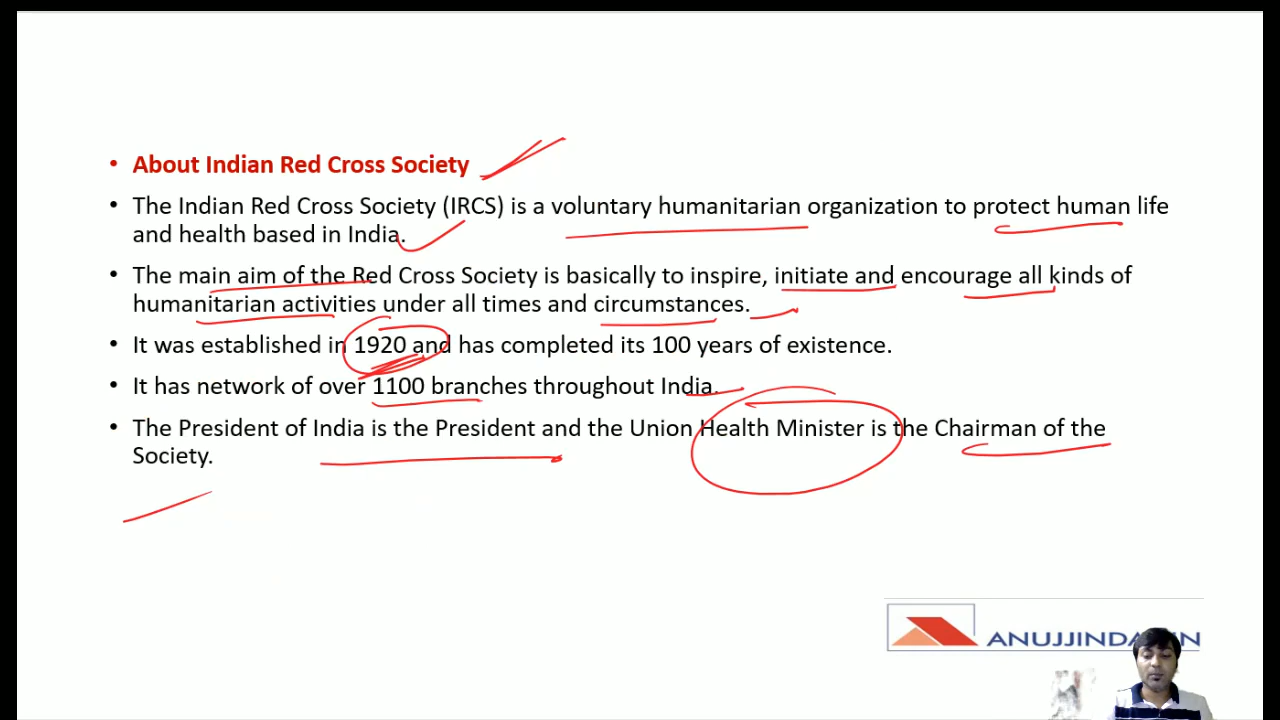 • About Indian Red Cross Society
• The Indian Red Cross Society (IRCS) is a voluntary humanitarian organization to protect human life
and health based in India.
• The main aim of the Red Cross Society is basically to inspire, initiate and encourage all kinds of
humanitarian activities under all times and circumstances.
• It was established in 1920 and has completed its 100 years of existence.
• It has network of over 1100 branches throughout India.
• The President of India is the President and the Union Health Minister is the Chairman of the
Society.